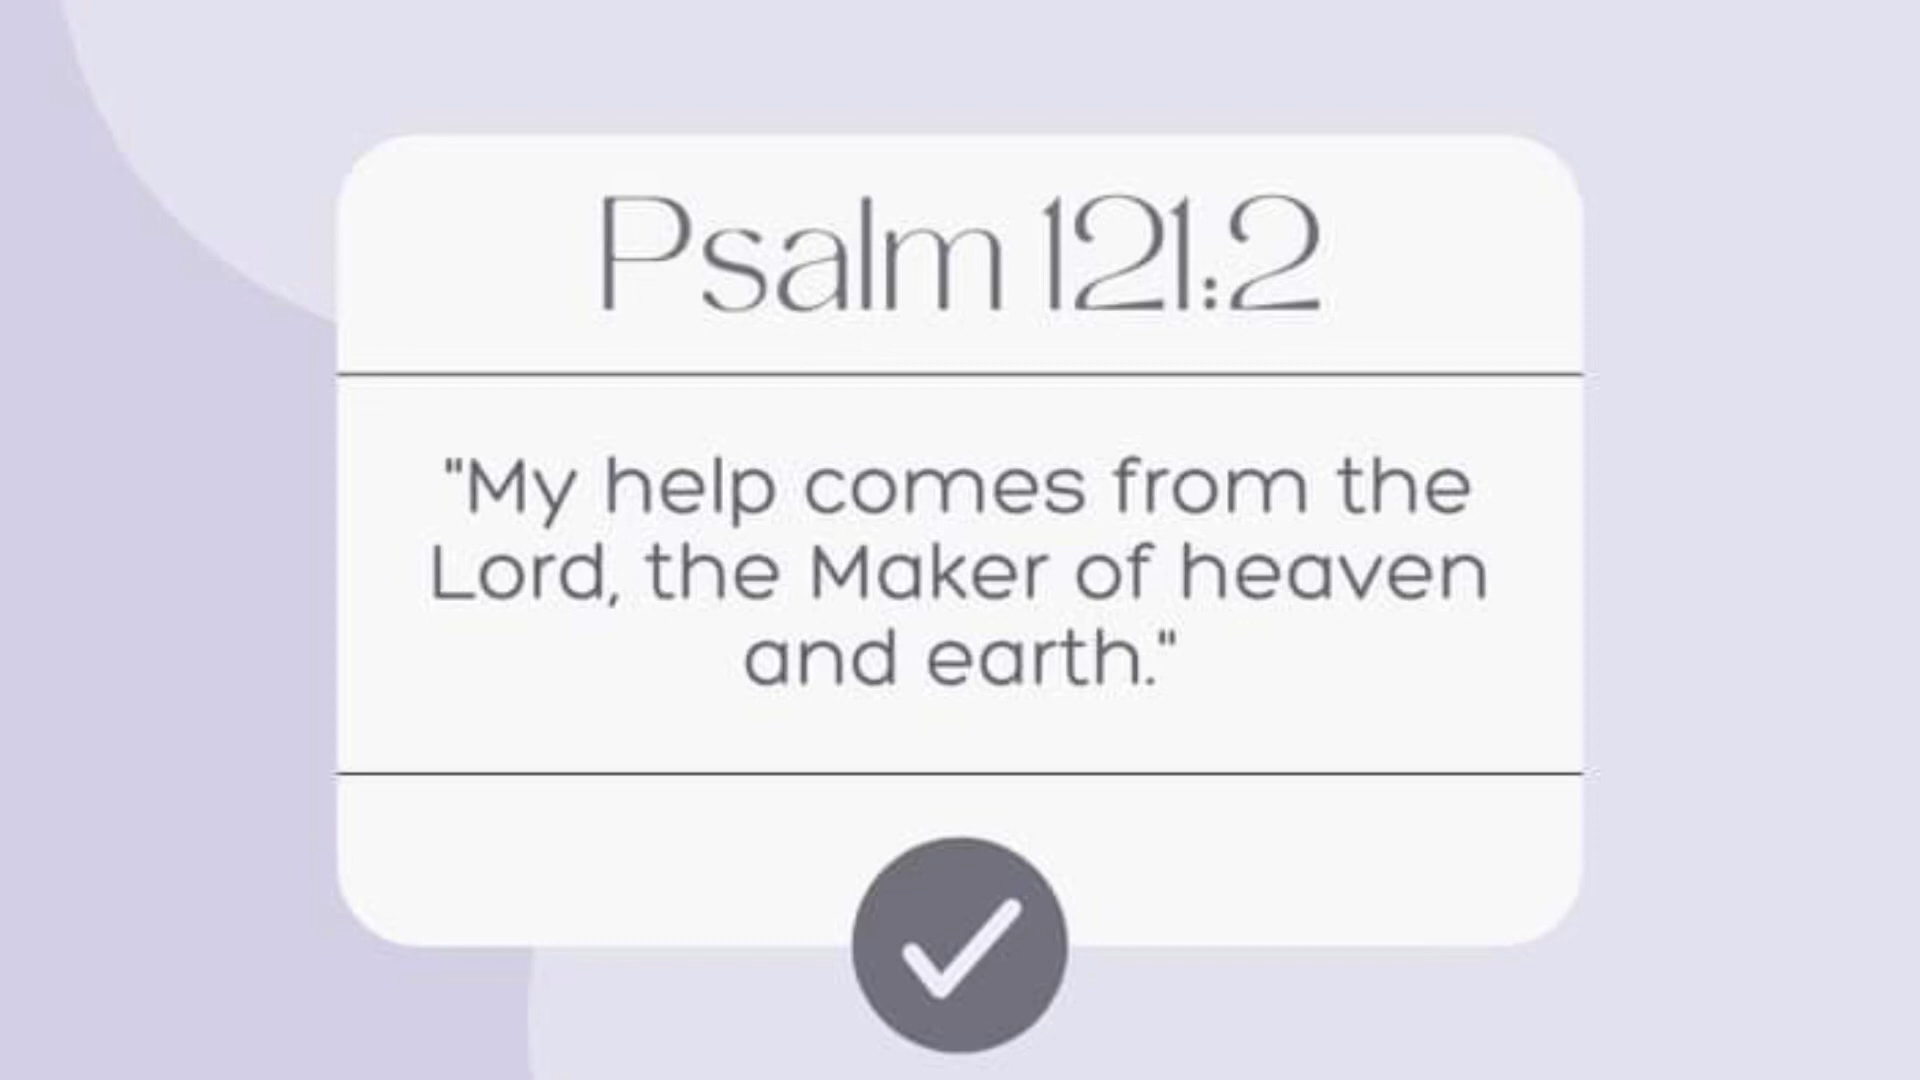 Psalm 121:2
"My help comes from the
Lord, the Maker of heaven
and earth."